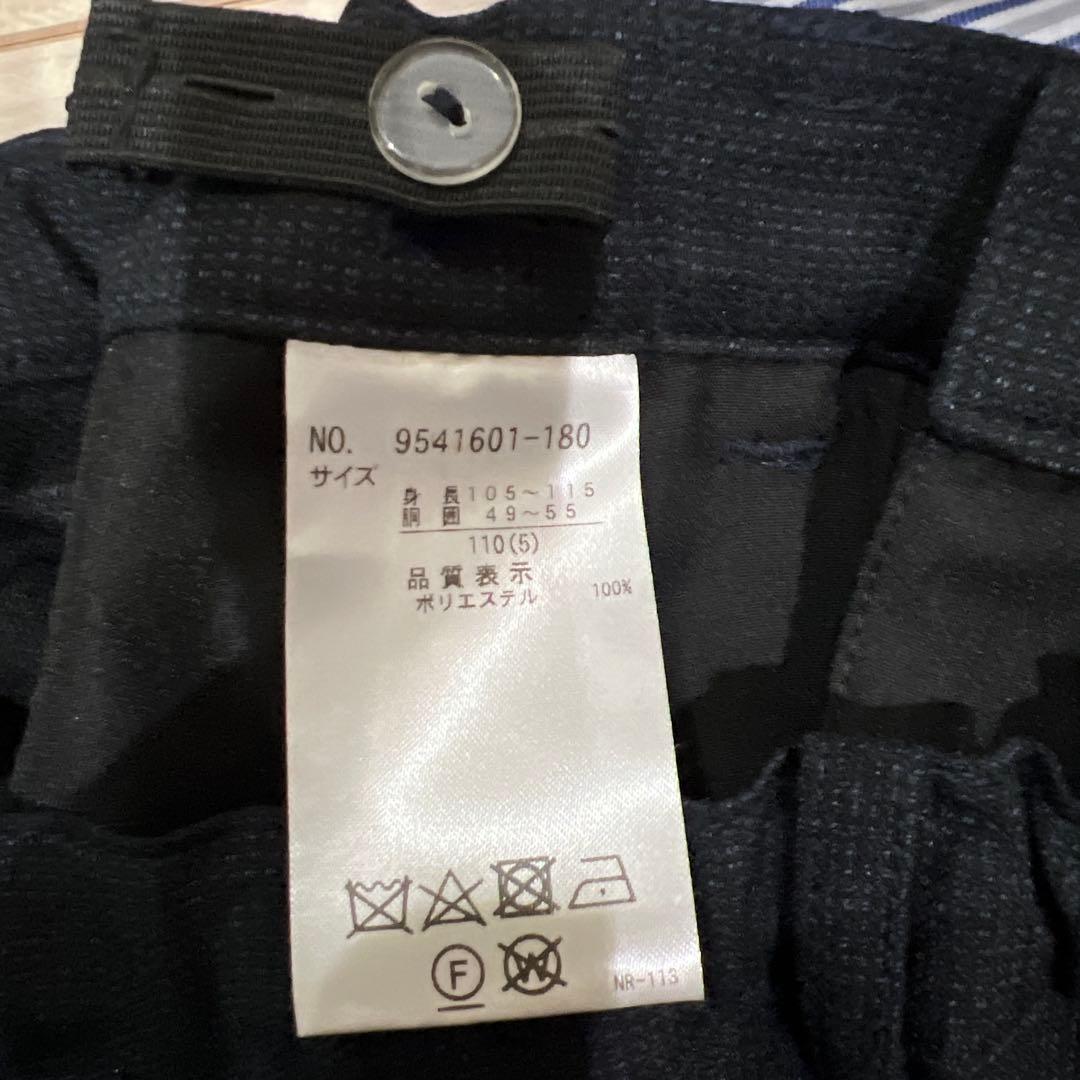 NO. 9541601-180
サイズ
身長105~115
胴囲 49~55
110(5)
品質表示
ポリエステル 100%
F
W
NR-113